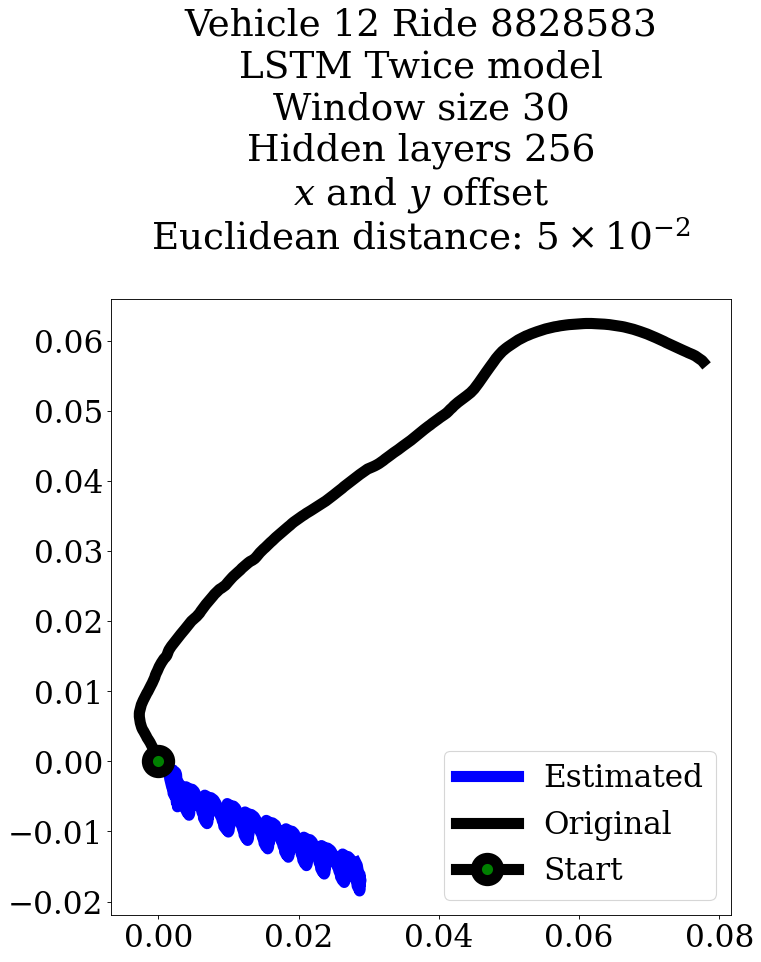 Vehicle 12 Ride 8828583
LSTM Twice model
Window size 30
Hidden layers 256
x and y offset
Euclidean distance: 5 × 10⁻²
0.06
0.05
0.04
0.03
0.02
0.01
0.00
−0.01
−0.02
Estimated
Original
Start
0.00 0.02 0.04 0.06 0.08